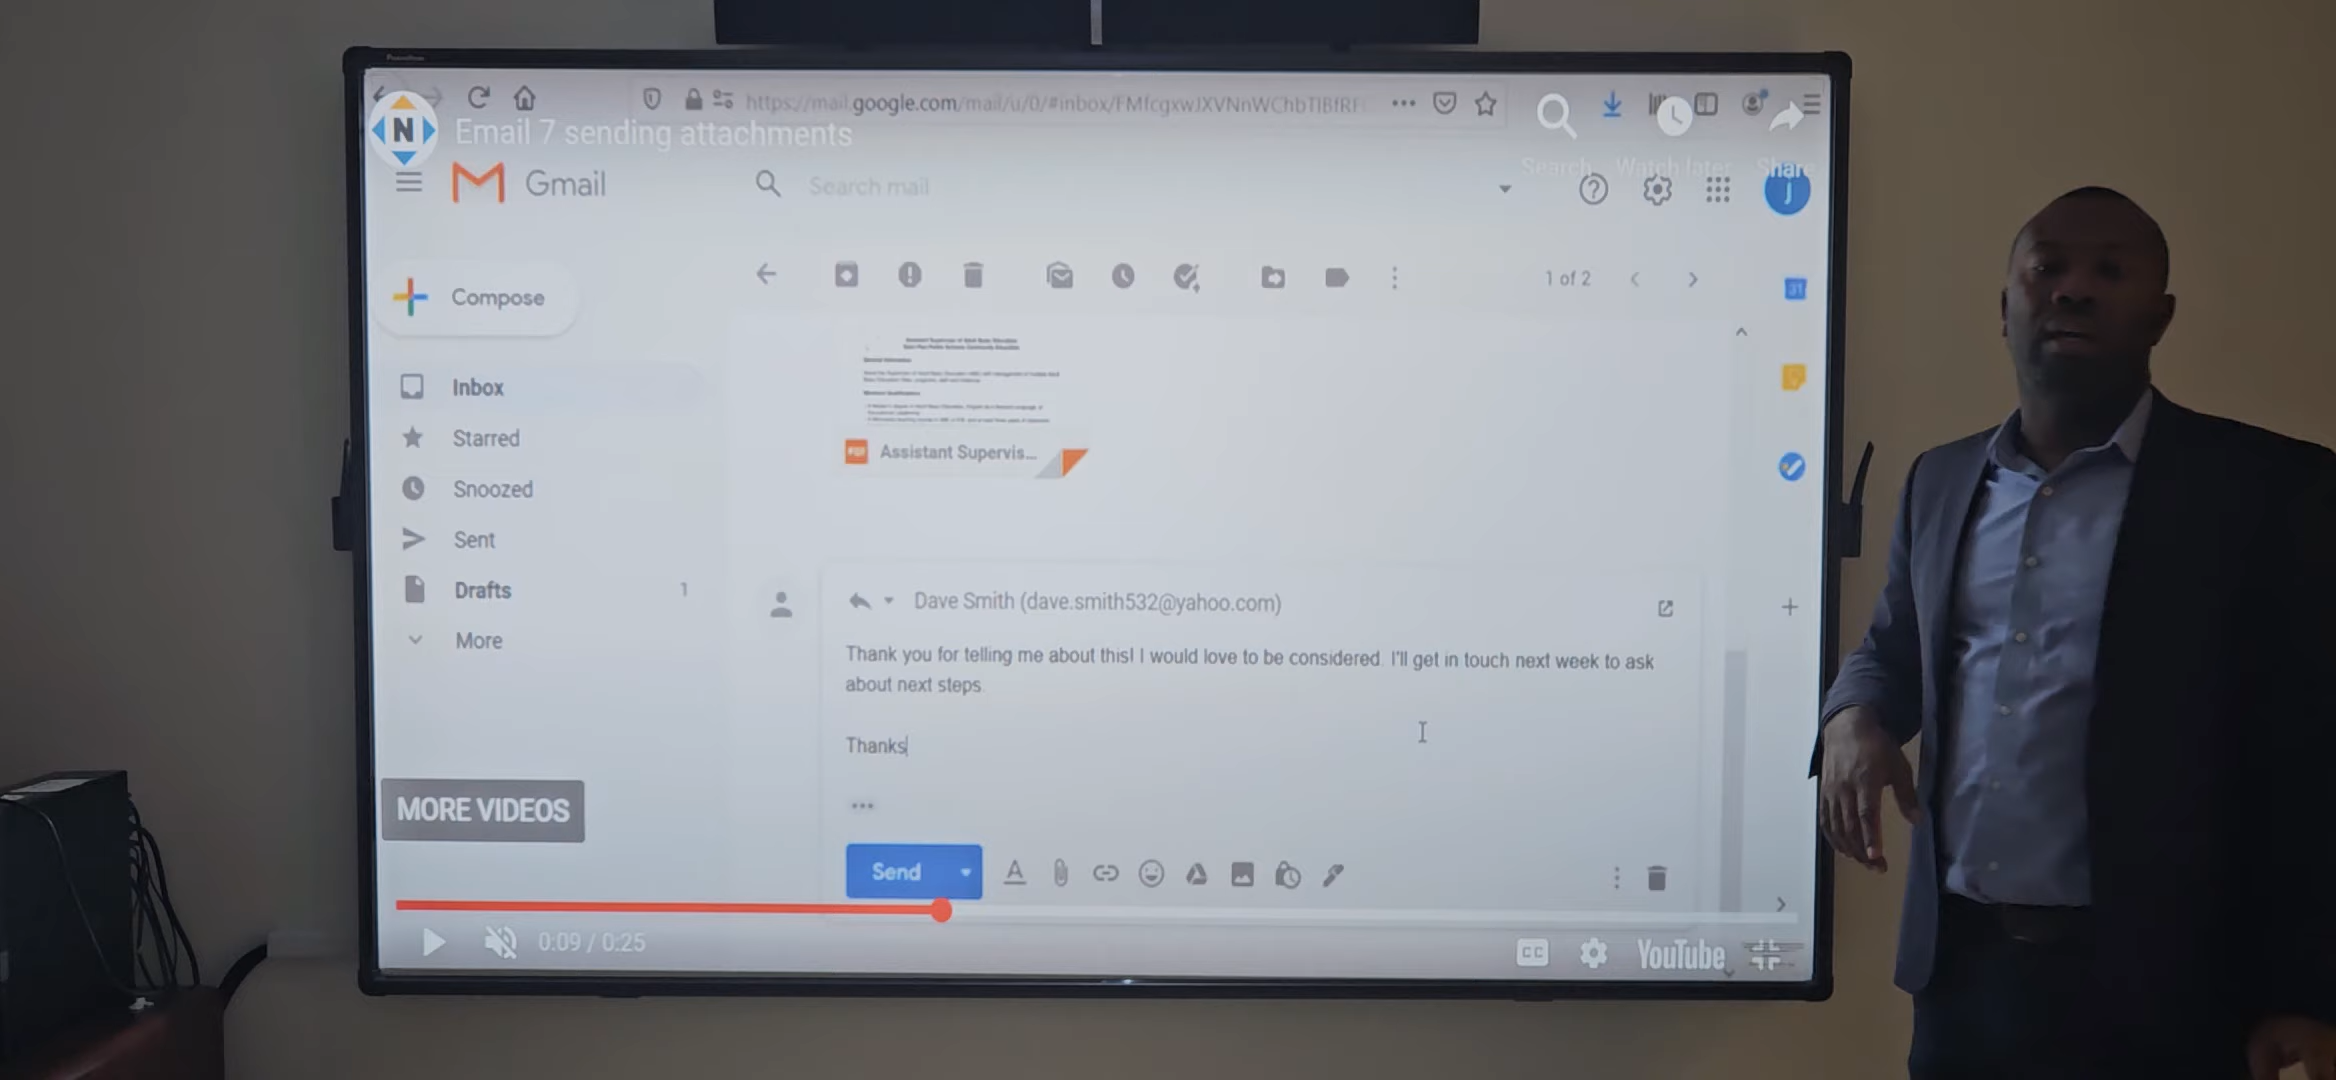 https://mail.google.com/mail/u/0/#inbox/FMfcgxwJXVNnWChbTlBfRF
N
Email 7 sending attachments
Search
Watch later
Share
Gmail
Search mail
J
Compose
1 of 2
31
Inbox
Starred
Snoozed
Sent
Drafts 1
More
PDF
Assistant Supervis...
Dave Smith (dave.smith532@yahoo.com)
Thank you for telling me about this! I would love to be considered. I'll get in touch next week to ask
about next steps.
Thanks
MORE VIDEOS
Send
0:09 / 0:25
CC
YouTube